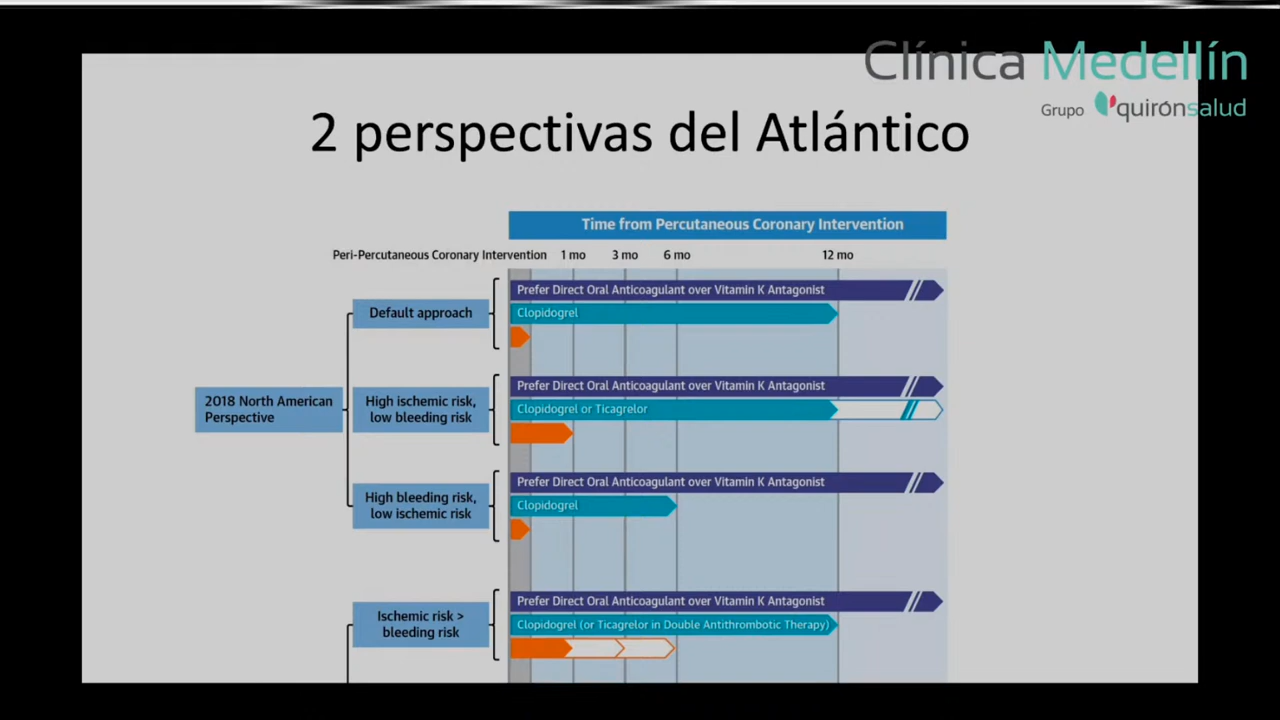 Clínica Medellín
Grupo quirónsalud
2 perspectivas del Atlántico
Time from Percutaneous Coronary Intervention
Peri-Percutaneous Coronary Intervention 1 mo 3 mo 6 mo 12 mo
Default approach
Prefer Direct Oral Anticoagulant over Vitamin K Antagonist
Clopidogrel
2018 North American
Perspective
High ischemic risk,
low bleeding risk
Prefer Direct Oral Anticoagulant over Vitamin K Antagonist
Clopidogrel or Ticagrelor
High bleeding risk,
low ischemic risk
Prefer Direct Oral Anticoagulant over Vitamin K Antagonist
Clopidogrel
Ischemic risk >
bleeding risk
Prefer Direct Oral Anticoagulant over Vitamin K Antagonist
Clopidogrel (or Ticagrelor in Double Antithrombotic Therapy)